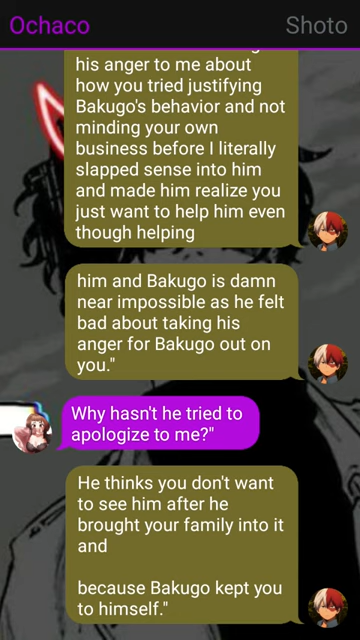 Ochaco
Shoto
his anger to me about
how you tried justifying
Bakugo's behavior and not
minding your own
business before I literally
slapped sense into him
and made him realize you
just want to help him even
though helping
him and Bakugo is damn
near impossible as he felt
bad about taking his
anger for Bakugo out on
you."
Why hasn't he tried to
apologize to me?"
He thinks you don't want
to see him after he
brought your family into it
and
because Bakugo kept you
to himself."